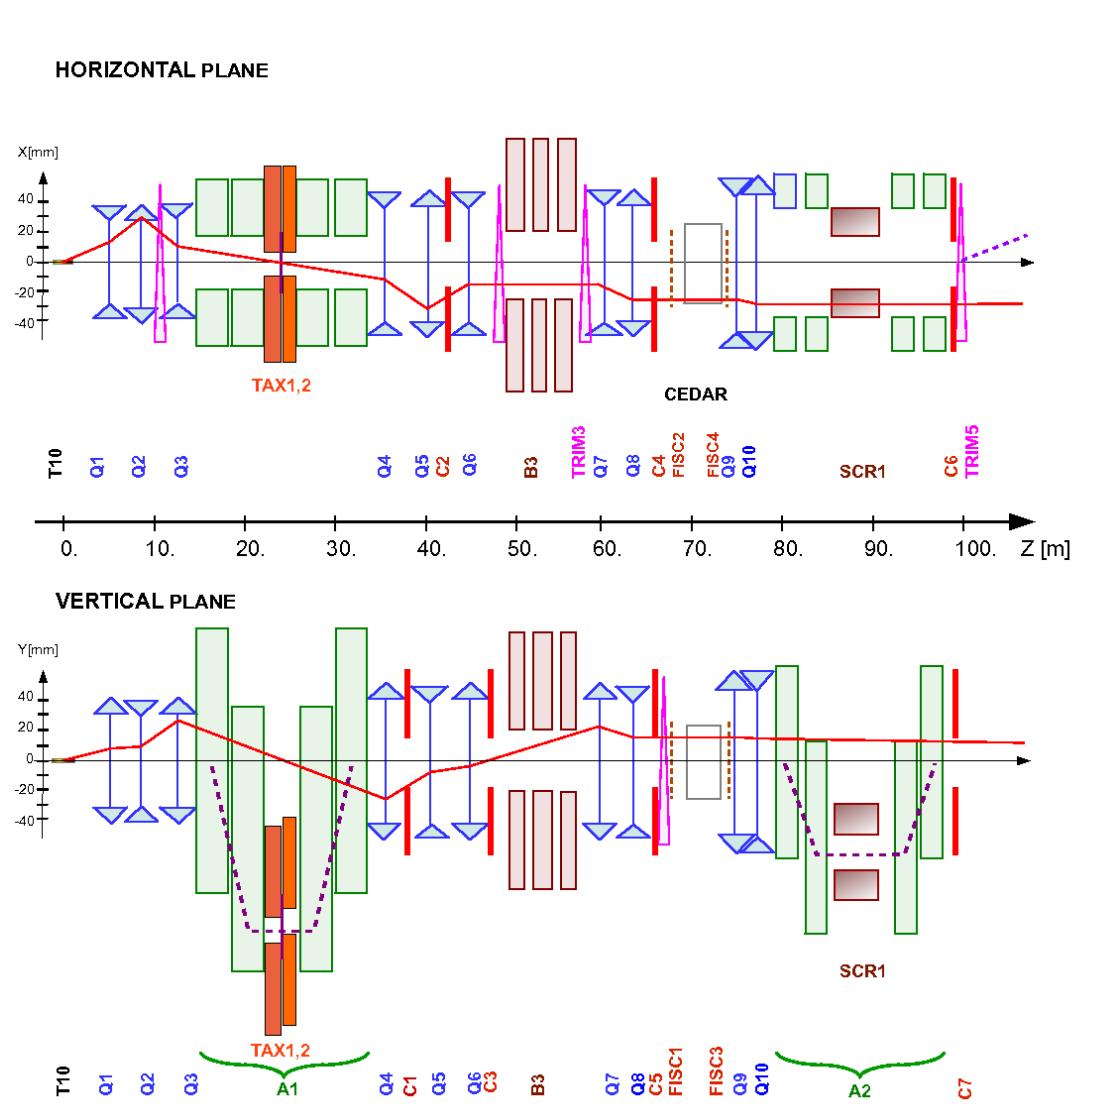 HORIZONTAL PLANE
X[mm]
40
20
0
-20
-40
TAX1,2
CEDAR
T10 Q1 Q2 Q3 Q4 Q5 C2 Q6 B3 TRIM3 Q7 Q8 C4 FISC2 FISC4 Q9 Q10 SCR1 C6 TRIM5
0. 10. 20. 30. 40. 50. 60. 70. 80. 90. 100. Z [m]
VERTICAL PLANE
Y[mm]
40
20
0
-20
-40
SCR1
TAX1,2
T10 Q1 Q2 Q3 A1 Q4 C1 Q5 Q6 C3 B3 Q7 Q8 C5 FISC1 FISC3 Q9 Q10 A2 C7